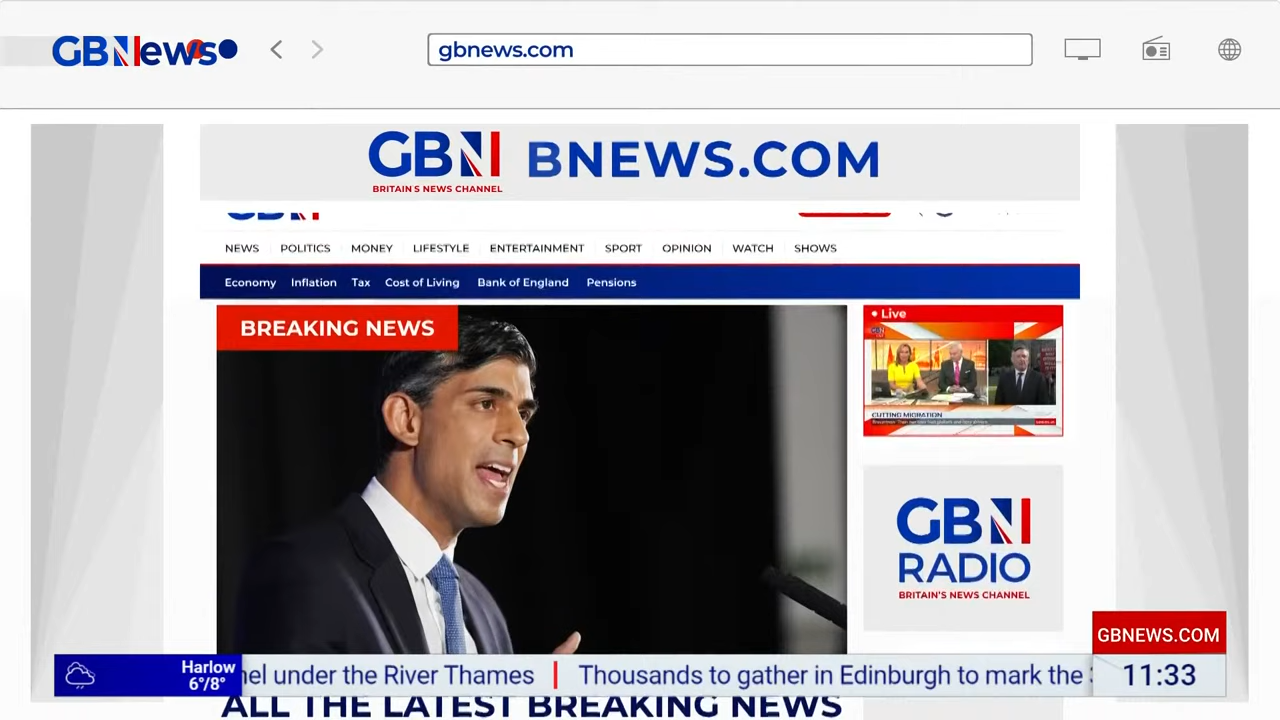 GBNews
gbnews.com
GBN BNEWS.COM
BRITAIN'S NEWS CHANNEL
NEWS POLITICS MONEY LIFESTYLE ENTERTAINMENT SPORT OPINION WATCH SHOWS
Economy Inflation Tax Cost of Living Bank of England Pensions
BREAKING NEWS
Live
GBN
CUTTING MIGRATION
GBN
RADIO
BRITAIN'S NEWS CHANNEL
GBNEWS.COM
Harlow
6°/8°
nel under the River Thames | Thousands to gather in Edinburgh to mark the
11:33
ALL THE LATEST BREAKING NEWS